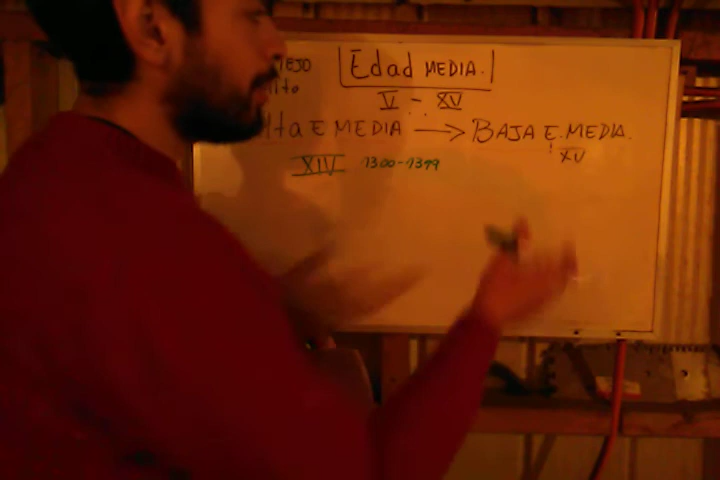 Edad MEDIA.
V - XV
lta E MEDIA → BAJA E. MEDIA.
XIV 1300-1399 XV